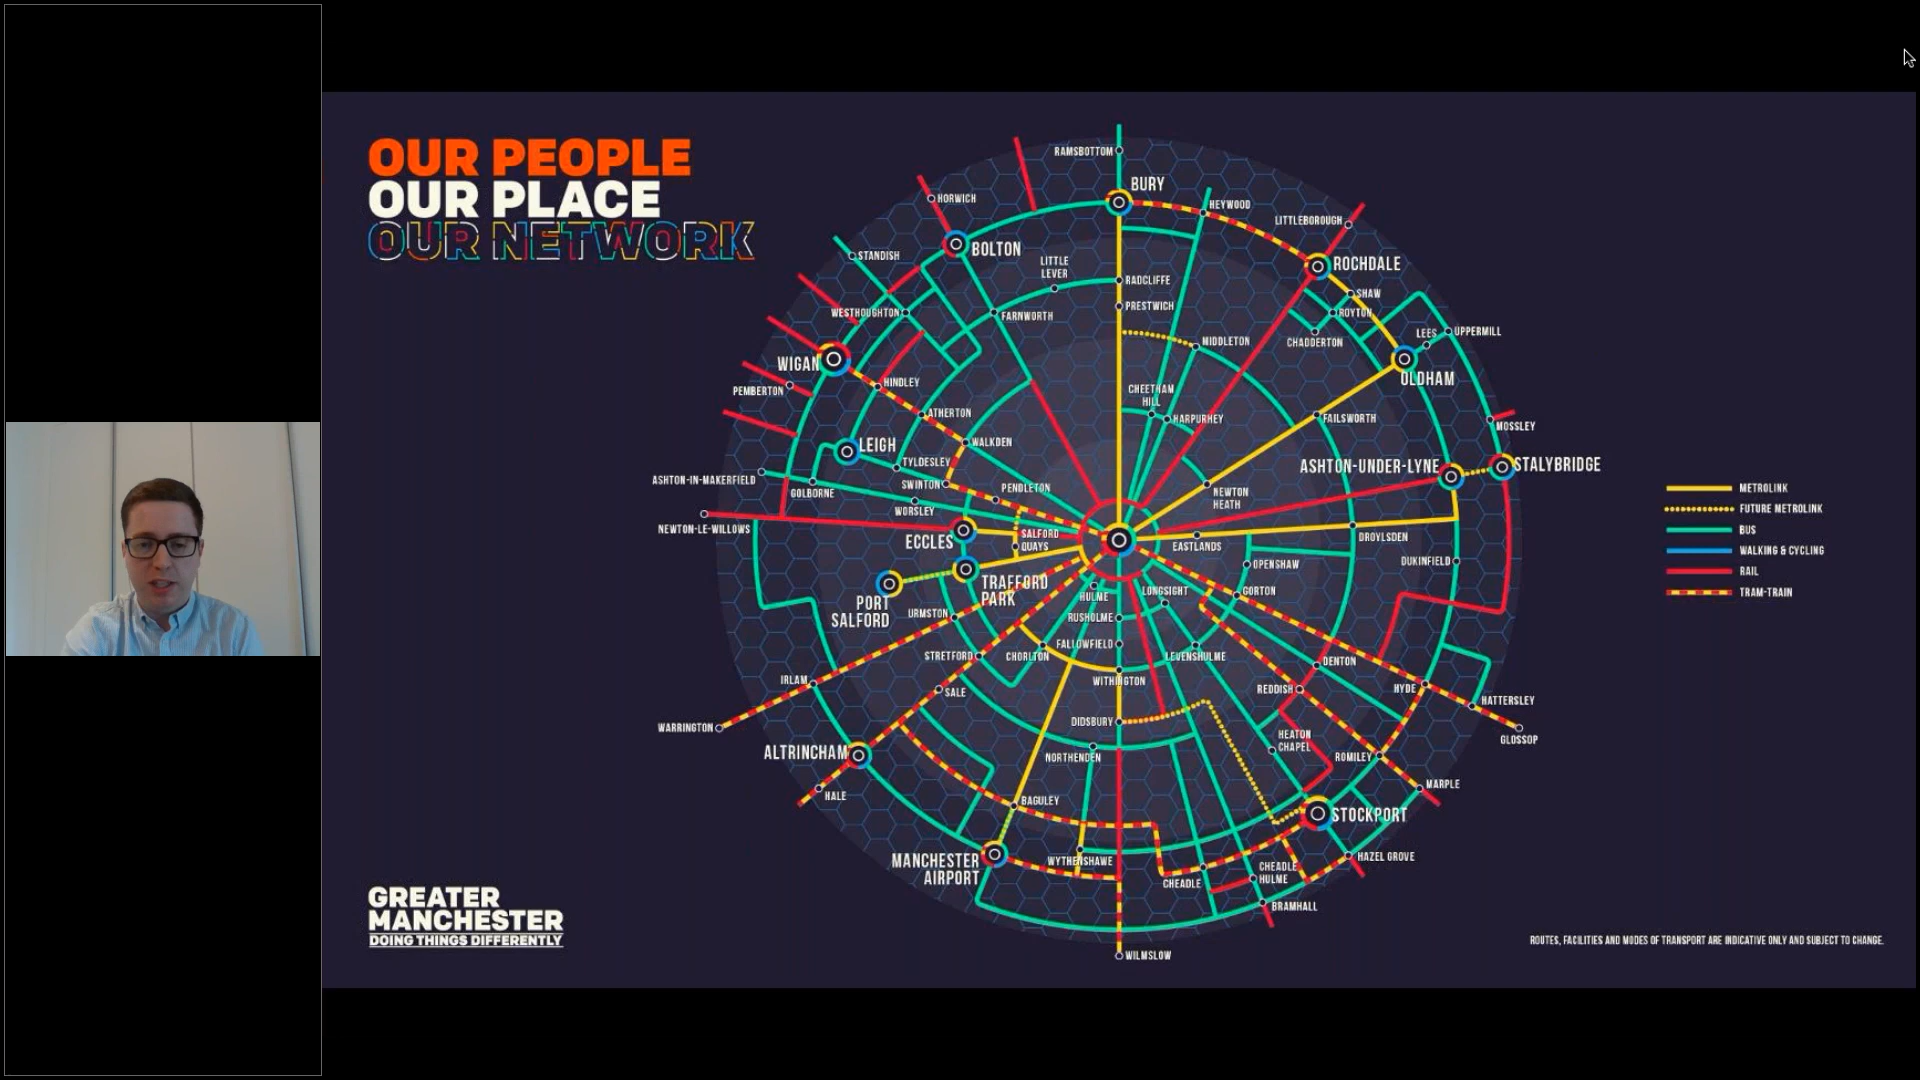 OUR PEOPLE
OUR PLACE
OUR NETWORK
RAMSBOTTOM
BURY
HEYWOOD
HORWICH
LITTLEBOROUGH
BOLTON
STANDISH
LITTLE
LEVER
ROCHDALE
RADCLIFFE
SHAW
PRESTWICH
WESTHOUGHTON
FARNWORTH
ROYTON
LEES
UPPERMILL
CHADDERTON
MIDDLETON
WIGAN
OLDHAM
PEMBERTON
HINDLEY
CHEETHAM
HILL
ATHERTON
HARPURHEY
FAILSWORTH
MOSSLEY
LEIGH
WALKDEN
TYLDESLEY
ASHTON-UNDER-LYNE
STALYBRIDGE
ASHTON-IN-MAKERFIELD
GOLBORNE
SWINTON
PENDLETON
NEWTON
HEATH
WORSLEY
NEWTON-LE-WILLOWS
ECCLES
SALFORD
QUAYS
EASTLANDS
DROYLSDEN
OPENSHAW
DUKINFIELD
TRAFFORD
PARK
PORT
SALFORD
HULME
LONGSIGHT
GORTON
URMSTON
RUSHOLME
STRETFORD
CHORLTON
FALLOWFIELD
LEVENSHULME
DENTON
IRLAM
SALE
WITHINGTON
REDDISH
HYDE
HATTERSLEY
WARRINGTON
DIDSBURY
GLOSSOP
ALTRINCHAM
NORTHENDEN
HEATON
CHAPEL
ROMILEY
HALE
BAGULEY
MARPLE
STOCKPORT
MANCHESTER
AIRPORT
WYTHENSHAWE
CHEADLE
CHEADLE
HULME
HAZEL GROVE
BRAMHALL
WILMSLOW
METROLINK
FUTURE METROLINK
BUS
WALKING & CYCLING
RAIL
TRAM-TRAIN
GREATER
MANCHESTER
DOING THINGS DIFFERENTLY
ROUTES, FACILITIES AND MODES OF TRANSPORT ARE INDICATIVE ONLY AND SUBJECT TO CHANGE.